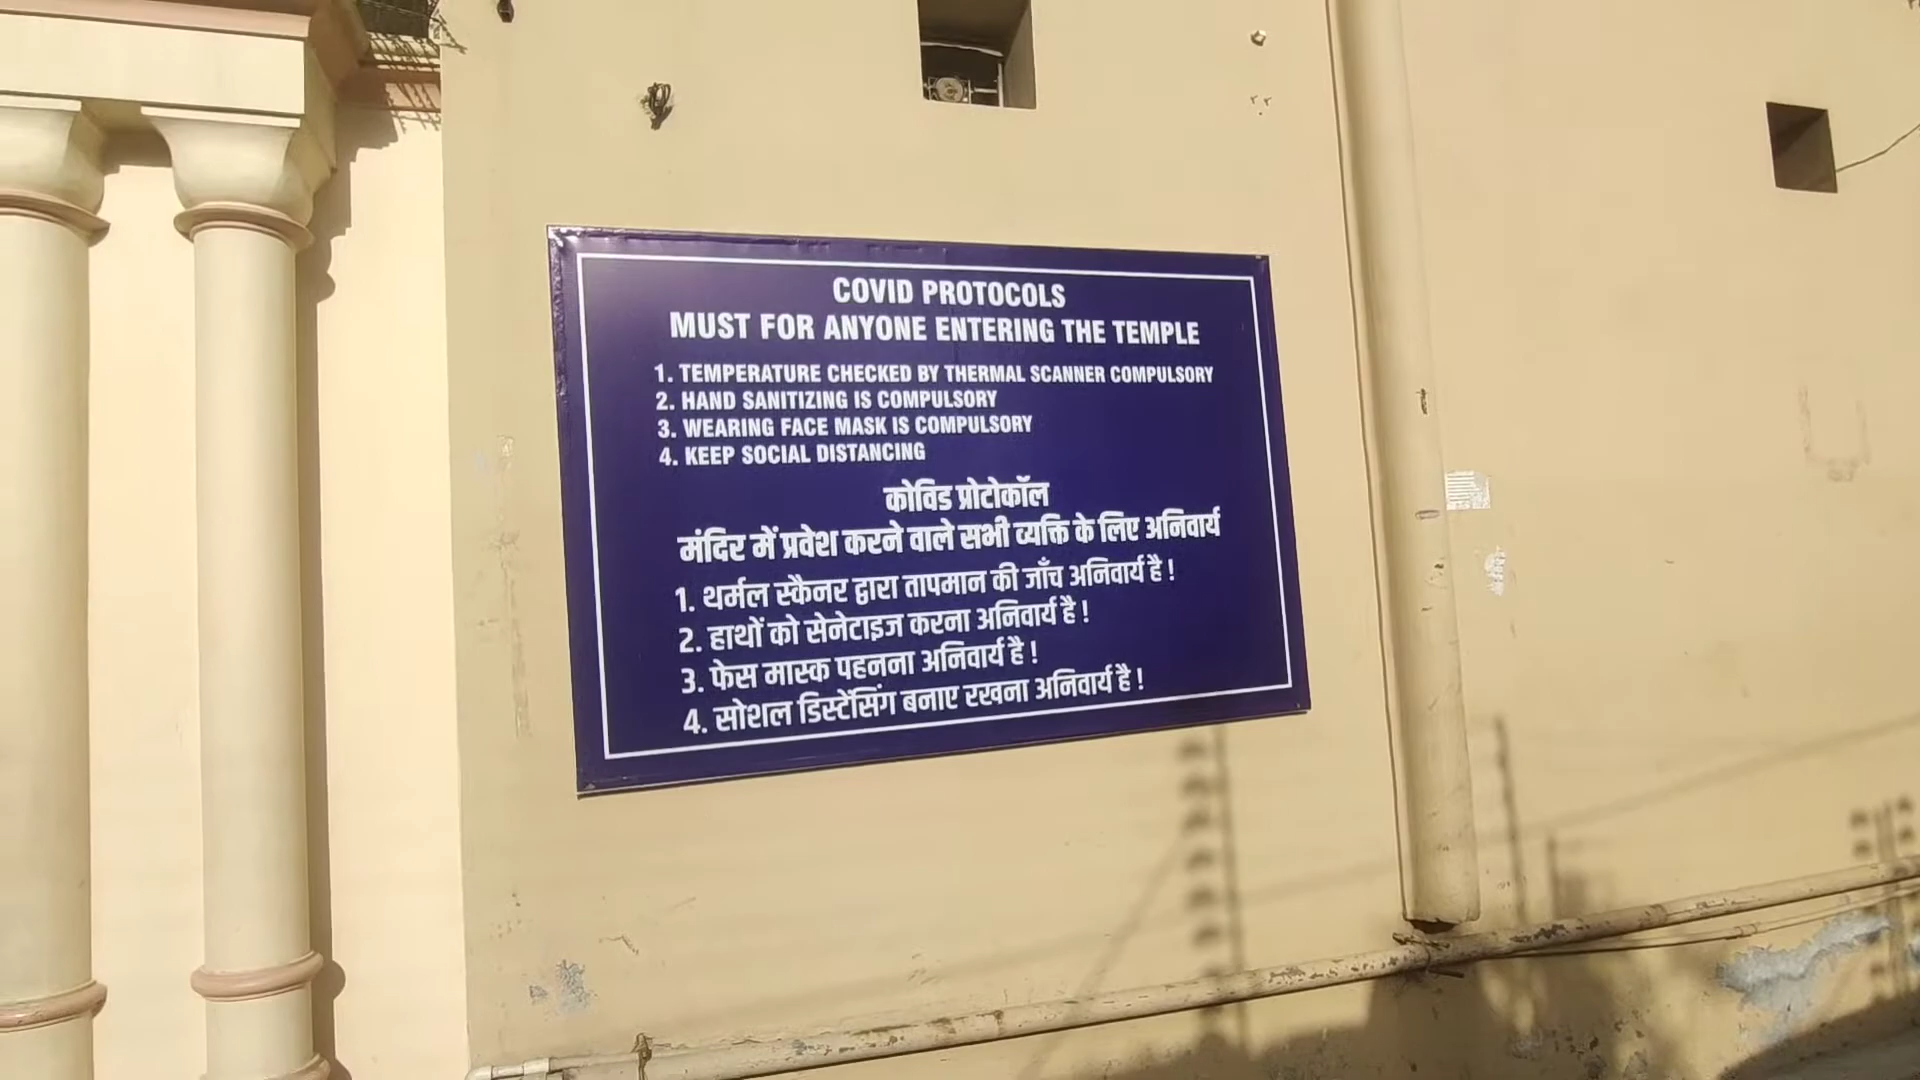 COVID PROTOCOLS
MUST FOR ANYONE ENTERING THE TEMPLE
1. TEMPERATURE CHECKED BY THERMAL SCANNER COMPULSORY
2. HAND SANITIZING IS COMPULSORY
3. WEARING FACE MASK IS COMPULSORY
4. KEEP SOCIAL DISTANCING
कोविड प्रोटोकॉल
मंदिर में प्रवेश करने वाले सभी व्यक्ति के लिए अनिवार्य
1. थर्मल स्कैनर द्वारा तापमान की जाँच अनिवार्य है !
2. हाथों को सेनेटाइज करना अनिवार्य है !
3. फेस मास्क पहनना अनिवार्य है !
4. सोशल डिस्टेंसिंग बनाए रखना अनिवार्य है !